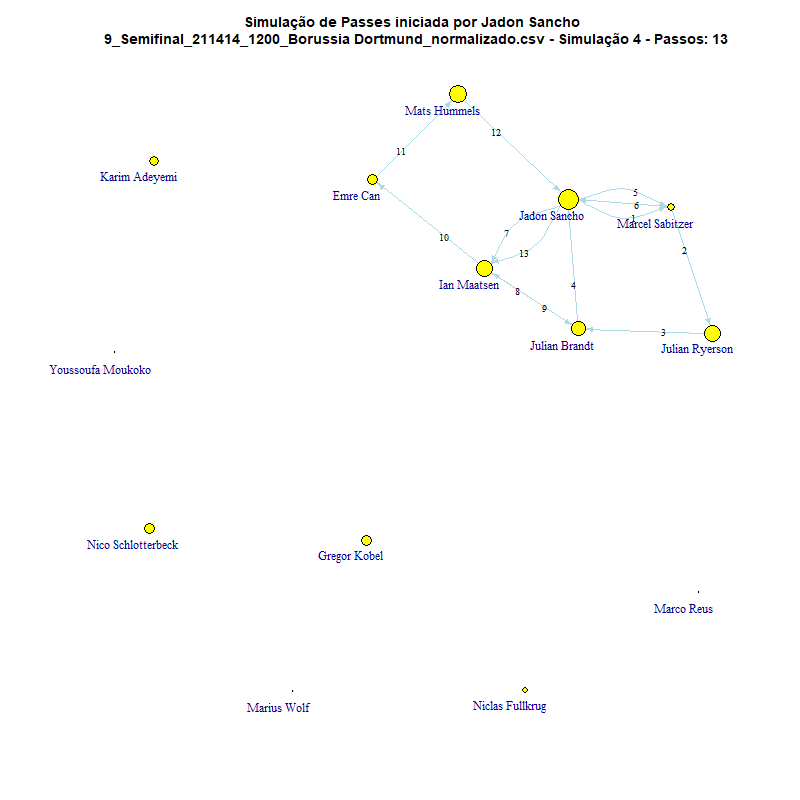 Simulação de Passes iniciada por Jadon Sancho
9_Semifinal_211414_1200_Borussia Dortmund_normalizado.csv - Simulação 4 - Passos: 13
Mats Hummels
12
11
Karim Adeyemi
Emre Can
5
6
1
Jadon Sancho
Marcel Sabitzer
7
10
13
2
Ian Maatsen
4
8
9
3
Julian Brandt
Julian Ryerson
Youssoufa Moukoko
Nico Schlotterbeck
Gregor Kobel
Marco Reus
Marius Wolf
Niclas Fullkrug